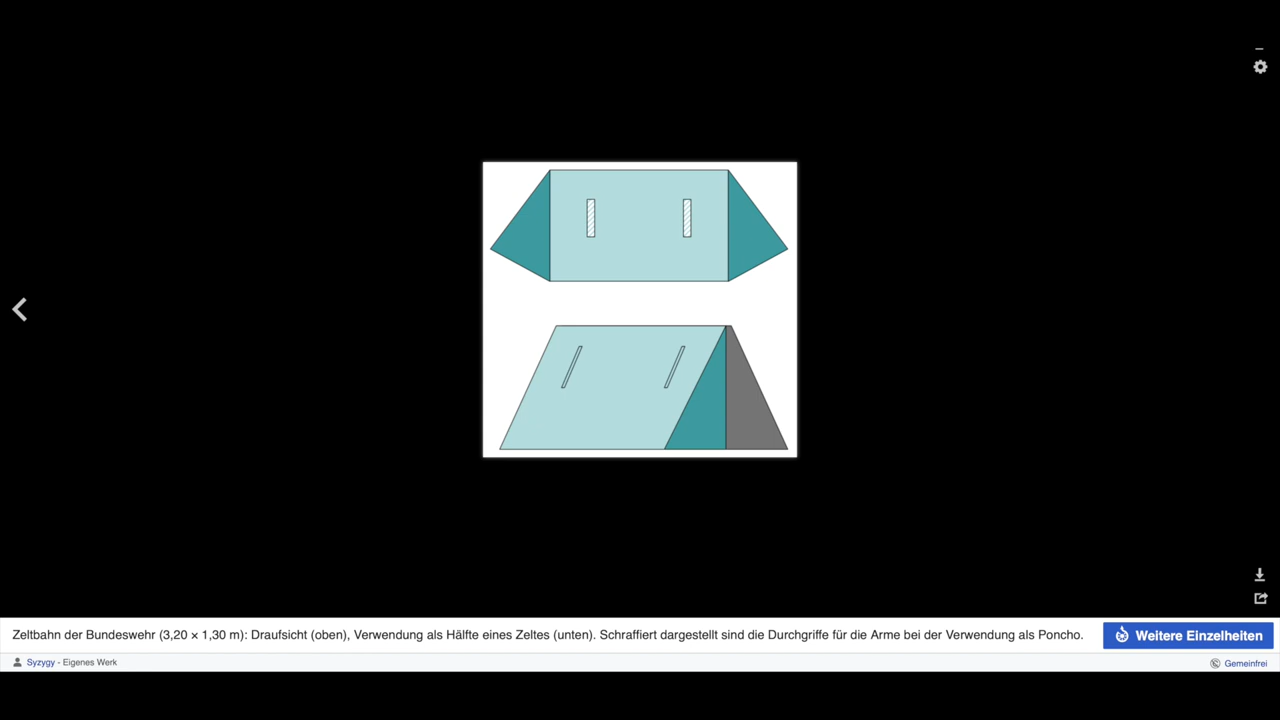 Zeltbahn der Bundeswehr (3,20 × 1,30 m): Draufsicht (oben), Verwendung als Hälfte eines Zeltes (unten). Schraffiert dargestellt sind die Durchgriffe für die Arme bei der Verwendung als Poncho.
Weitere Einzelheiten
Syzygy - Eigenes Werk
Gemeinfrei